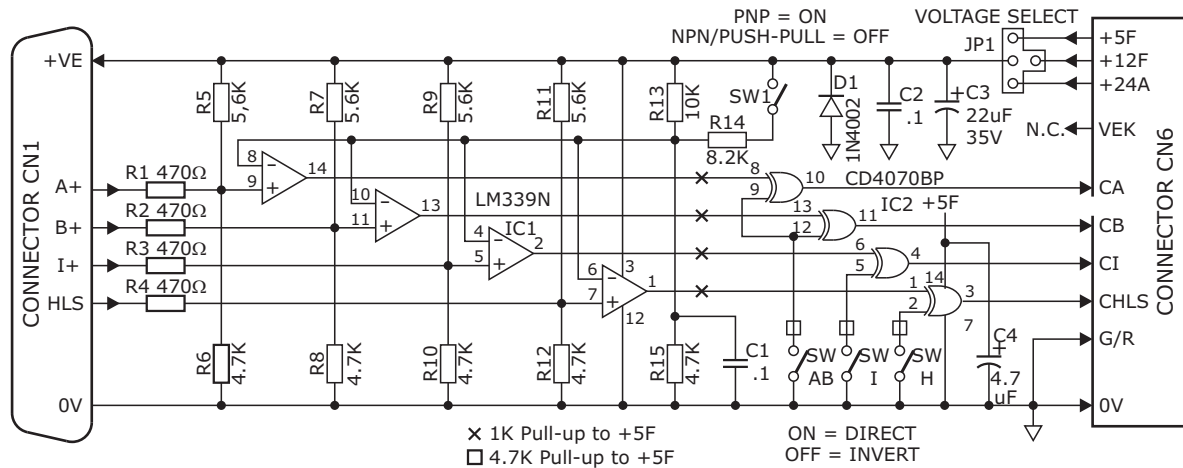 PNP = ON
NPN/PUSH-PULL = OFF
VOLTAGE SELECT
JP1
CONNECTOR CN1
+VE
A+
B+
I+
HLS
0V
R5 5,6K
R7 5.6K
R9 5.6K
R11 5.6K
R13 10K
R14 8.2K
SW1
D1 1N4002
C2 .1
C3 22uF 35V
+
+5F
+12F
+24A
N.C.
VEK
R1 470Ω
R2 470Ω
R3 470Ω
R4 470Ω
8 - 9 + 14
10 - 11 + 13
4 - 5 + 2
6 - 7 + 3 1 12
LM339N
IC1
8 9 10
CD4070BP
13 12 11
IC2 +5F
6 5 4
1 2 14 3 7
CA
CB
CI
CHLS
G/R
0V
CONNECTOR CN6
R6 4.7K
R8 4.7K
R10 4.7K
R12 4.7K
R15 4.7K
C1 .1
SW AB
SW I
SW H
C4 + 4.7 uF
× 1K Pull-up to +5F
4.7K Pull-up to +5F
ON = DIRECT
OFF = INVERT